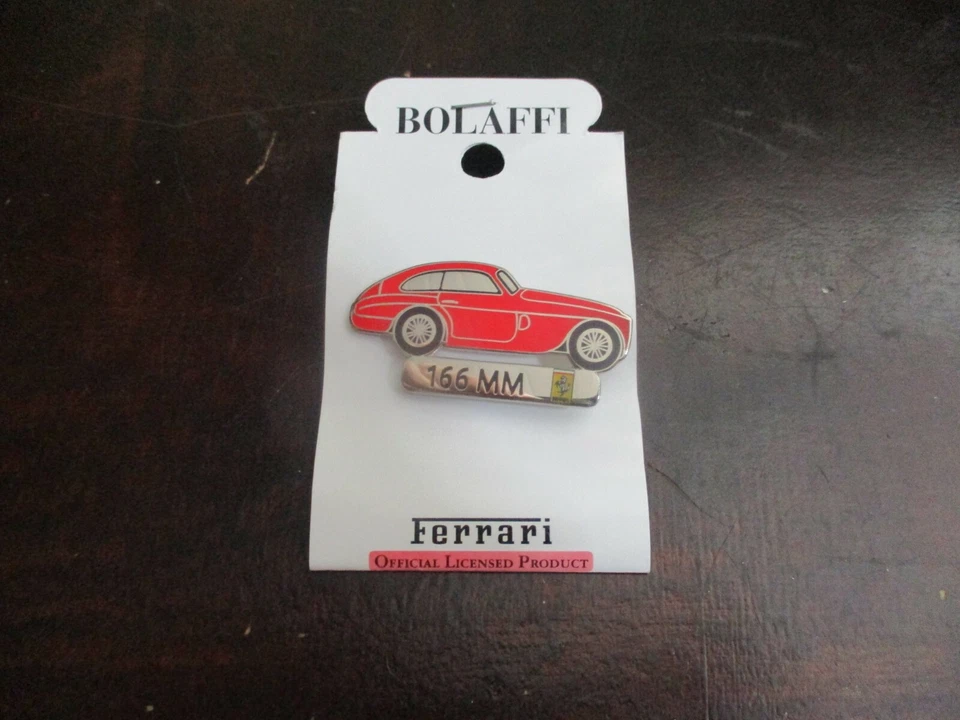 BOLAFFI
166 MM
Ferrari
OFFICIAL LICENSED PRODUCT